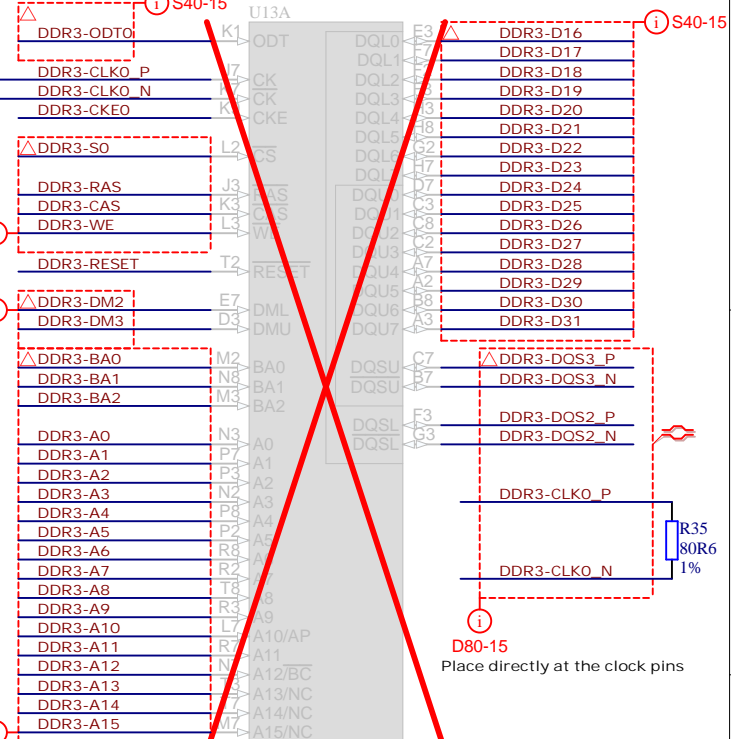 S40-15
U13A
S40-15
DDR3-ODT0 K1 ODT
DDR3-CLK0_P J7 CK
DDR3-CLK0_N CK
DDR3-CKE0 CKE
DDR3-S0 L2 CS
DDR3-RAS J3 RAS
DDR3-CAS K3 CAS
DDR3-WE L3
DDR3-RESET T2 RESET
DDR3-DM2 E7 DML
DDR3-DM3 D3 DMU
DDR3-BA0 M2 BA0
DDR3-BA1 N8 BA1
DDR3-BA2 M3 BA2
DDR3-A0 N3 A0
DDR3-A1 P7 A1
DDR3-A2 P3 A2
DDR3-A3 N2 A3
DDR3-A4 P8 A4
DDR3-A5 P2 A5
DDR3-A6 R8
DDR3-A7 R2 A7
DDR3-A8 T8 A8
DDR3-A9 R3 A9
DDR3-A10 L7 A10/AP
DDR3-A11 R7 A11
DDR3-A12 A12/BC
DDR3-A13 A13/NC
DDR3-A14 A14/NC
DDR3-A15 M7 A15/NC
DQL0 E3 DDR3-D16
DQL1 F7 DDR3-D17
DQL2 DDR3-D18
DQL3 DDR3-D19
DQL4 H3 DDR3-D20
DQL5 H8 DDR3-D21
DQL6 G2 DDR3-D22
H7 DDR3-D23
DQU0 D7 DDR3-D24
DQU1 C3 DDR3-D25
DQU2 C8 DDR3-D26
DQU3 C2 DDR3-D27
DQU4 A7 DDR3-D28
DQU5 A2 DDR3-D29
DQU6 B8 DDR3-D30
DQU7 A3 DDR3-D31
DQSU C7 DDR3-DQS3_P
DQSU B7 DDR3-DQS3_N
DQSL F3 DDR3-DQS2_P
DQSL G3 DDR3-DQS2_N
DDR3-CLK0_P
R35
80R6
1%
DDR3-CLK0_N
i
D80-15
Place directly at the clock pins